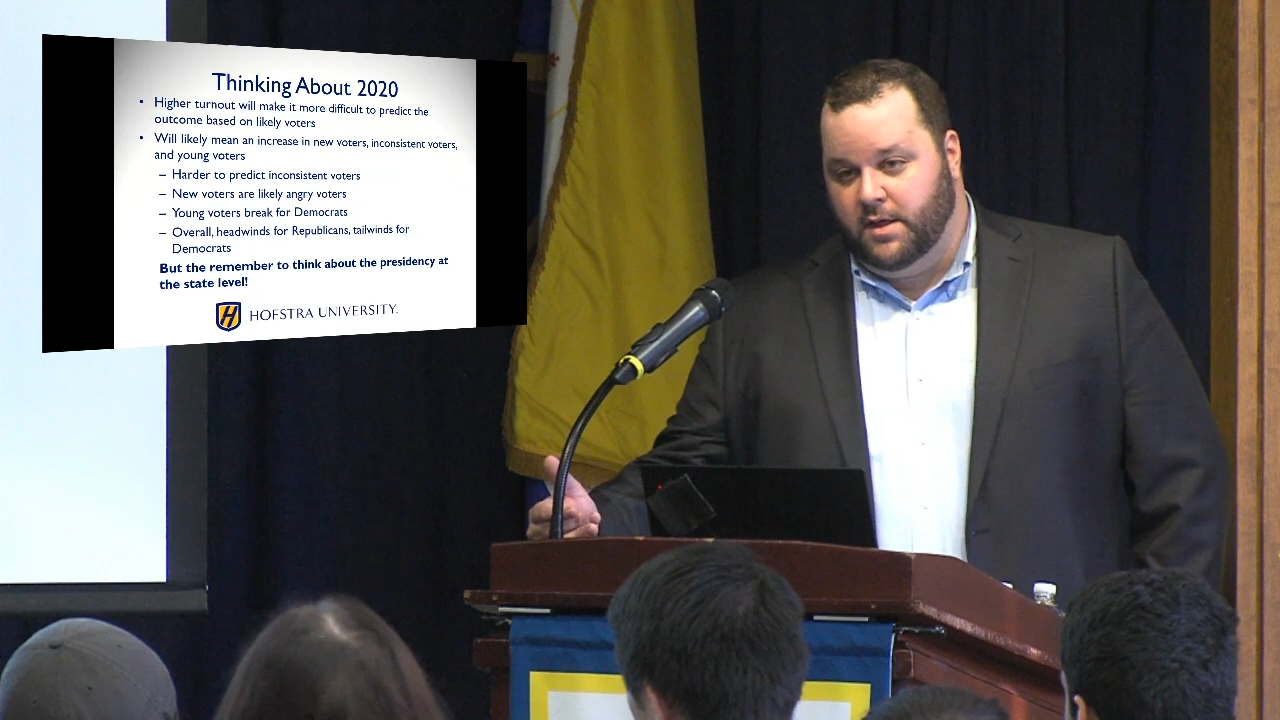 Thinking About 2020
• Higher turnout will make it more difficult to predict the
outcome based on likely voters
• Will likely mean an increase in new voters, inconsistent voters,
and young voters
– Harder to predict inconsistent voters
– New voters are likely angry voters
– Young voters break for Democrats
– Overall, headwinds for Republicans, tailwinds for
Democrats
But the remember to think about the presidency at
the state level!
H HOFSTRA UNIVERSITY.